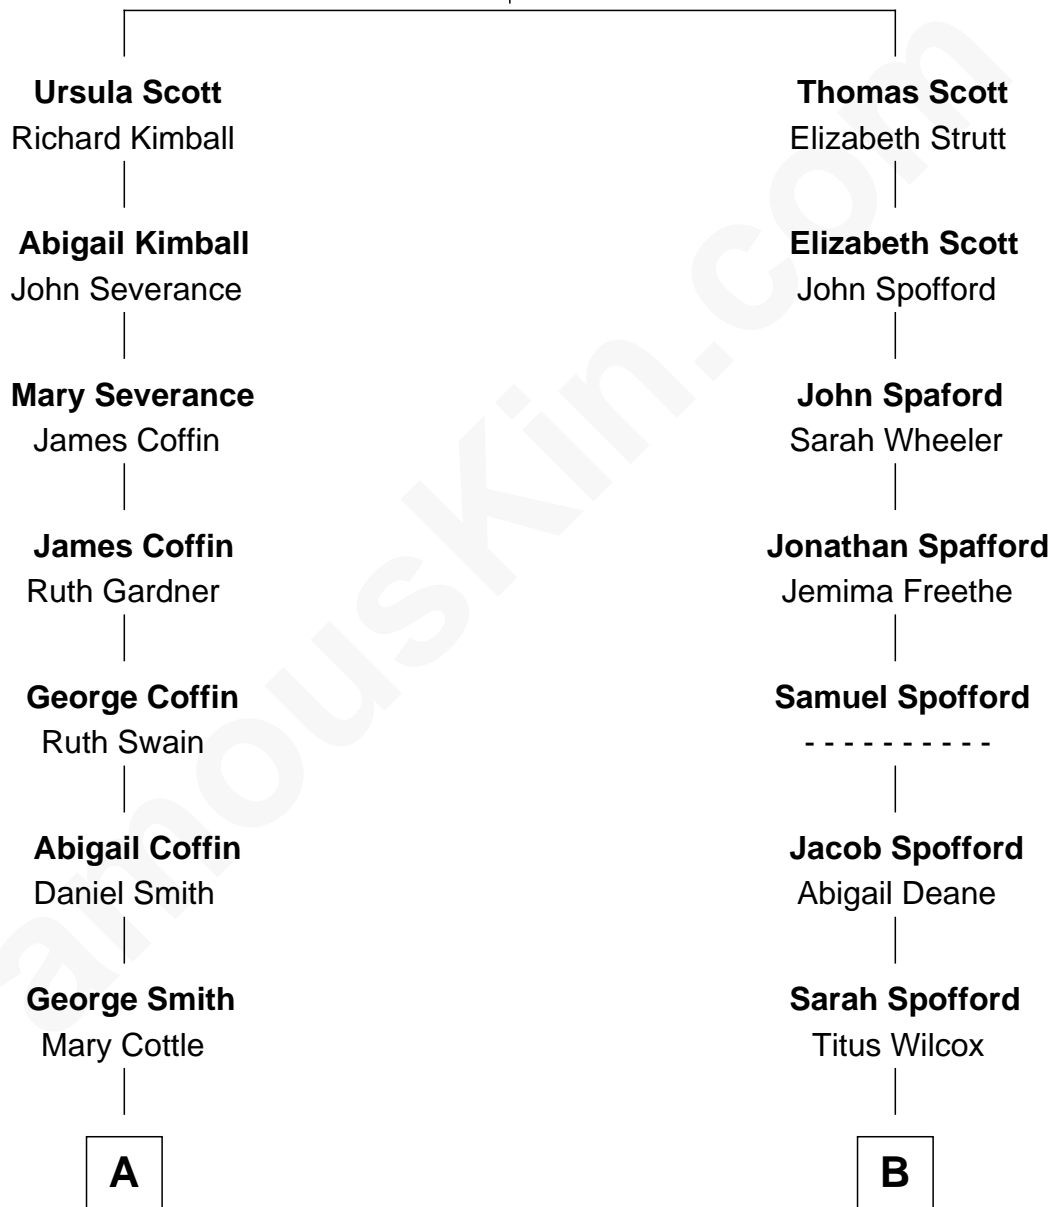 Ursula Scott
Richard Kimball
Abigail Kimball
John Severance
Mary Severance
James Coffin
James Coffin
Ruth Gardner
George Coffin
Ruth Swain
Abigail Coffin
Daniel Smith
George Smith
Mary Cottle
A
Thomas Scott
Elizabeth Strutt
Elizabeth Scott
John Spofford
John Spaford
Sarah Wheeler
Jonathan Spafford
Jemima Freethe
Samuel Spofford
- - - - - - - - - -
Jacob Spofford
Abigail Deane
Sarah Spofford
Titus Wilcox
B
amouskin.com